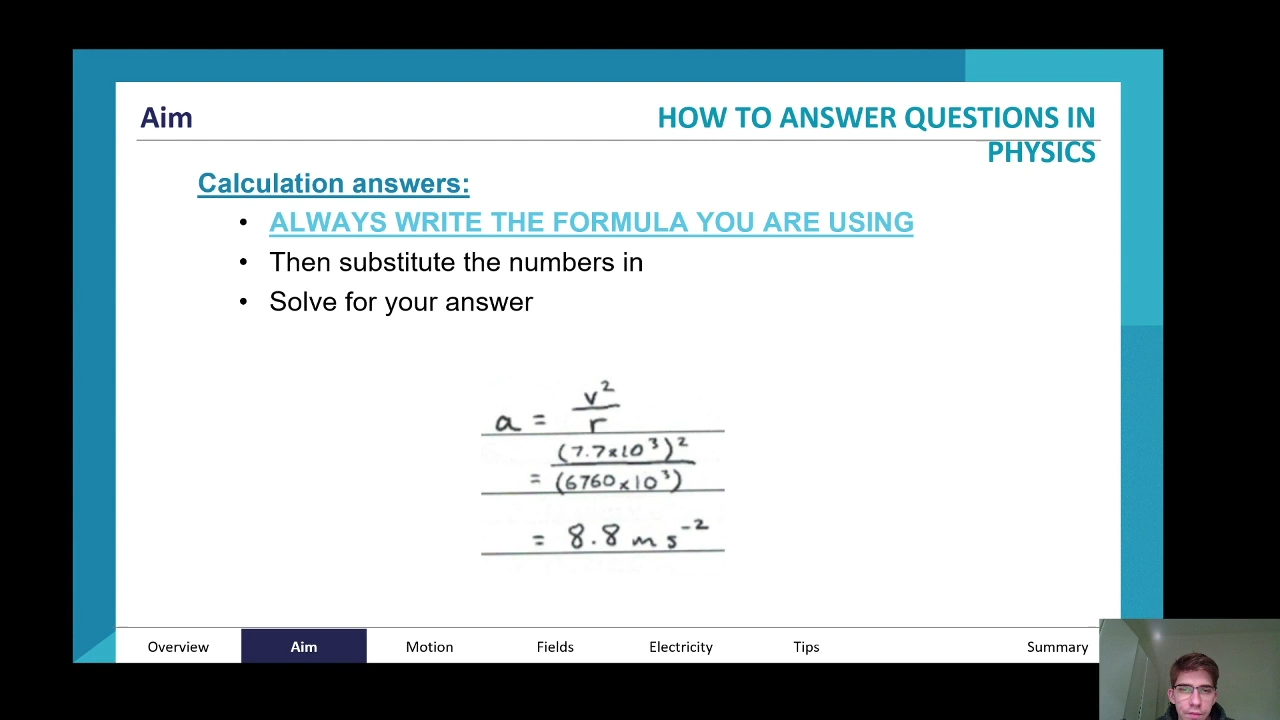 Aim
HOW TO ANSWER QUESTIONS IN
PHYSICS
Calculation answers:
• ALWAYS WRITE THE FORMULA YOU ARE USING
• Then substitute the numbers in
• Solve for your answer
a = v²/r
= (7.7×10³)²/(6760×10³)
= 8.8 m s⁻²
Overview Aim Motion Fields Electricity Tips Summary